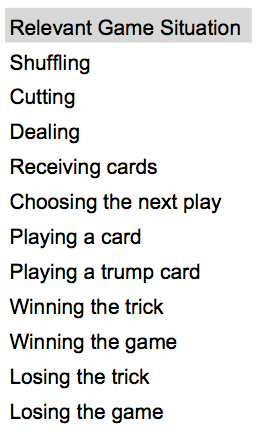 Relevant Game Situation
Shuffling
Cutting
Dealing
Receiving cards
Choosing the next play
Playing a card
Playing a trump card
Winning the trick
Winning the game
Losing the trick
Losing the game